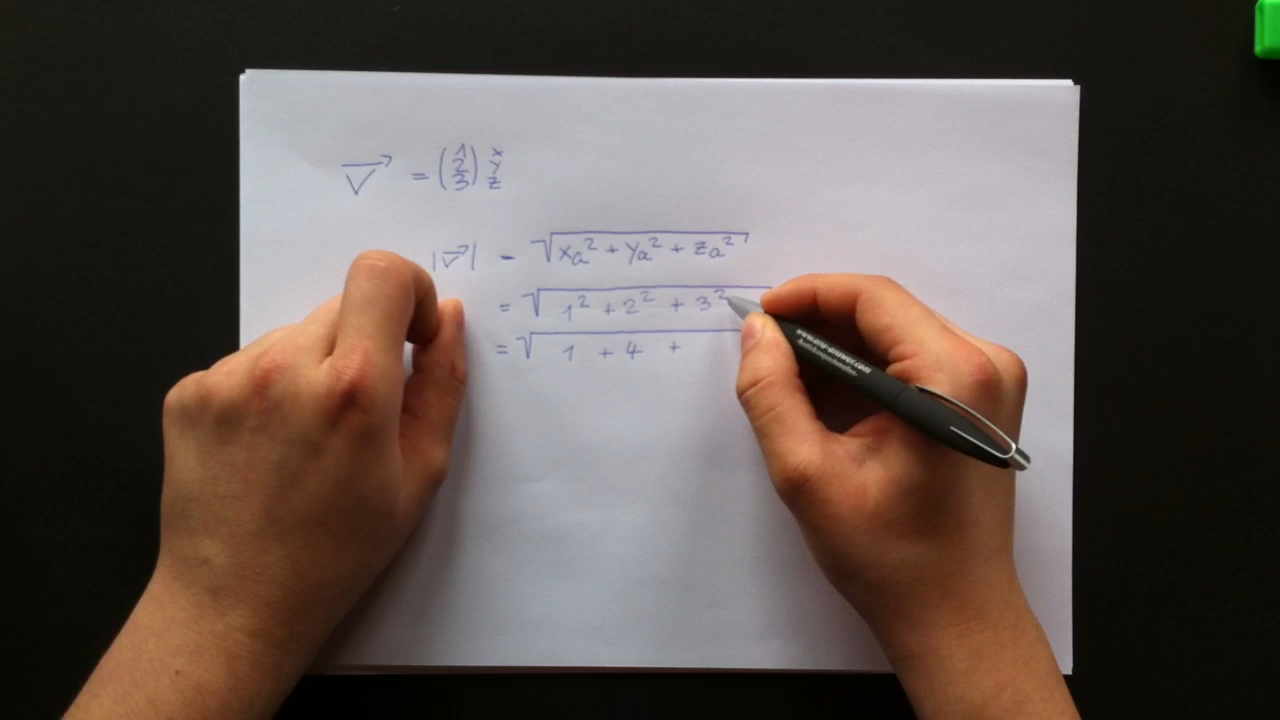 v⃗ = (1 2 3) x y z
|v⃗| = √(xₐ² + yₐ² + zₐ²)
= √(1² + 2² + 3²)
= √(1 + 4 +